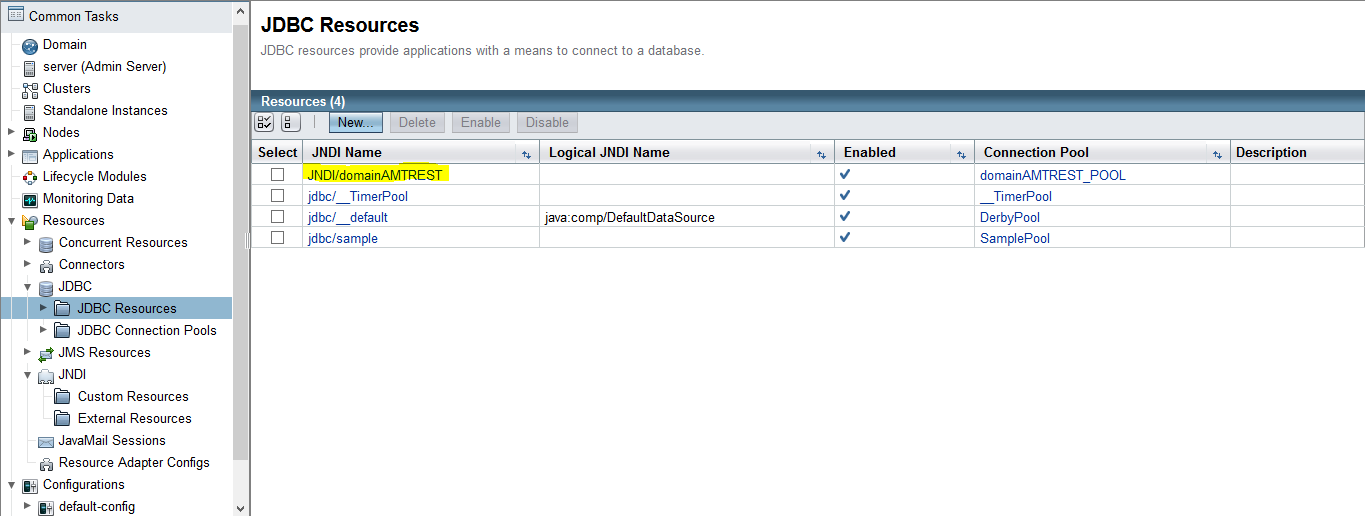 Common Tasks
Domain
server (Admin Server)
Clusters
Standalone Instances
Nodes
Applications
Lifecycle Modules
Monitoring Data
Resources
Concurrent Resources
Connectors
JDBC
JDBC Resources
JDBC Connection Pools
JMS Resources
JNDI
Custom Resources
External Resources
JavaMail Sessions
Resource Adapter Configs
Configurations
default-config
JDBC Resources
JDBC resources provide applications with a means to connect to a database.
Resources (4)
New... Delete Enable Disable
Select JNDI Name Logical JNDI Name Enabled Connection Pool Description
JNDI/domainAMTREST domainAMTREST_POOL
jdbc/__TimerPool __TimerPool
jdbc/__default java:comp/DefaultDataSource DerbyPool
jdbc/sample SamplePool